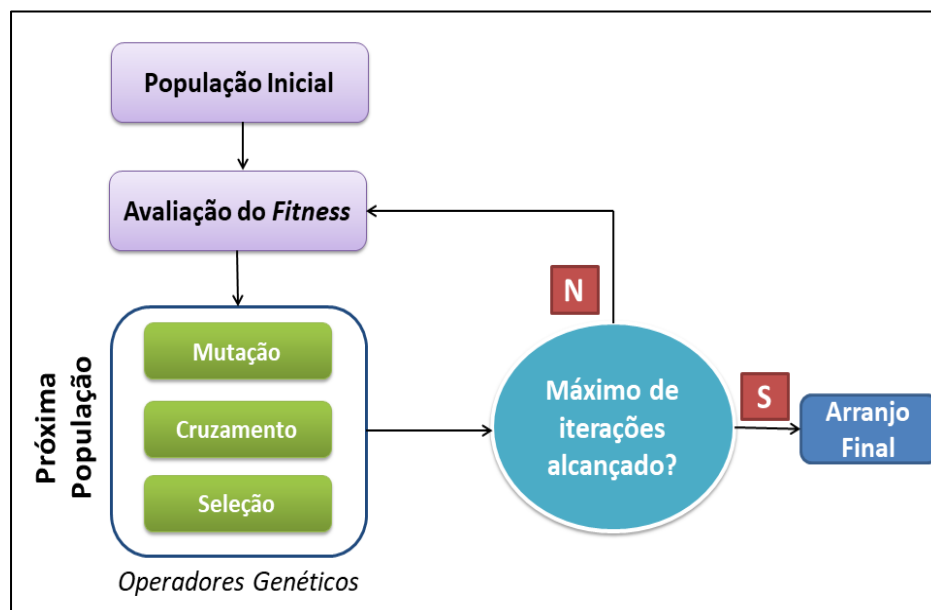 População Inicial
Avaliação do Fitness
Próxima
População
Mutação
Cruzamento
Seleção
Operadores Genéticos
N
Máximo de
iterações
alcançado?
S
Arranjo
Final